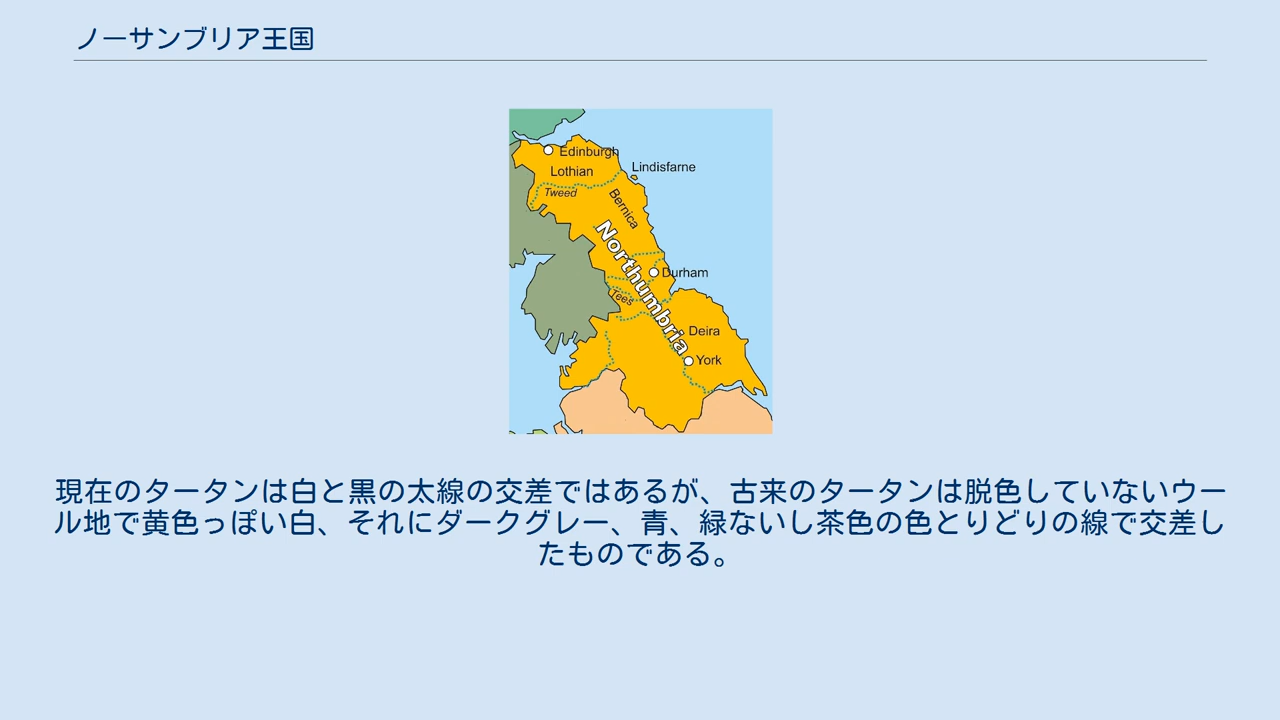 ノーサンブリア王国
Edinburgh
Lothian
Lindisfarne
Tweed
Bernica
Northumbria
Durham
Tees
Deira
York
現在のタータンは白と黒の太線の交差ではあるが、古来のタータンは脱色していないウー
ル地で黄色っぽい白、それにダークグレー、青、緑ないし茶色の色とりどりの線で交差し
たものである。